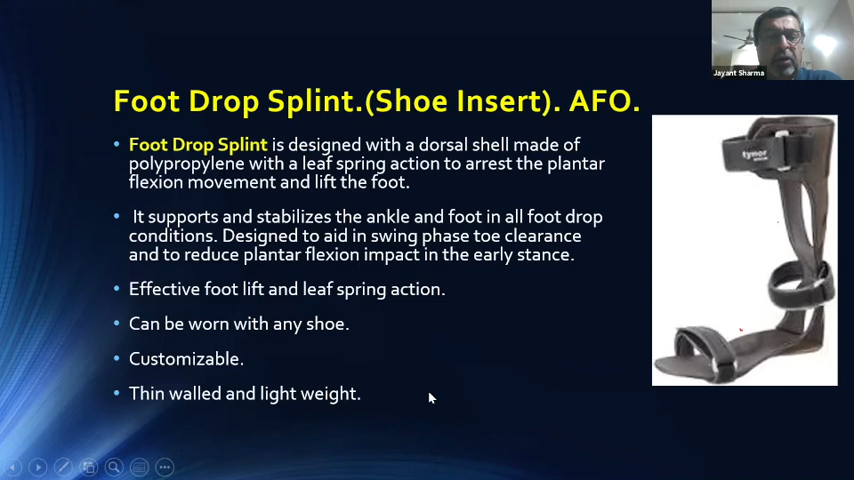 Jayant Sharma
Foot Drop Splint.(Shoe Insert). AFO.
• Foot Drop Splint is designed with a dorsal shell made of
polypropylene with a leaf spring action to arrest the plantar
flexion movement and lift the foot.
• It supports and stabilizes the ankle and foot in all foot drop
conditions. Designed to aid in swing phase toe clearance
and to reduce plantar flexion impact in the early stance.
• Effective foot lift and leaf spring action.
• Can be worn with any shoe.
• Customizable.
• Thin walled and light weight.
tynor